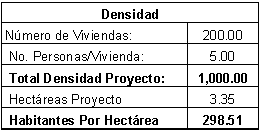 Densidad
Número de Viviendas: 200.00
No. Personas/Vivienda: 5.00
Total Densidad Proyecto: 1,000.00
Hectáreas Proyecto 3.35
Habitantes Por Hectárea 298.51